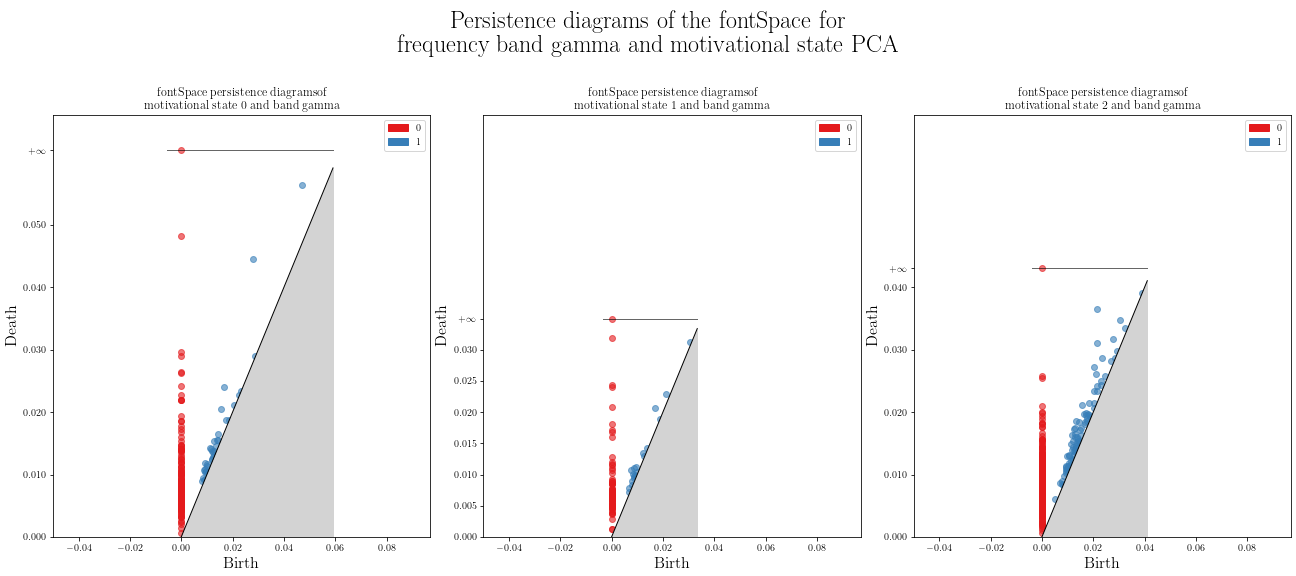 Persistence diagrams of the fontSpace for
frequency band gamma and motivational state PCA
fontSpace persistence diagramsof
motivational state 0 and band gamma
0
1
+∞
0.050
0.040
0.030
0.020
0.010
0.000
Death
−0.04 −0.02 0.00 0.02 0.04 0.06 0.08
Birth
fontSpace persistence diagramsof
motivational state 1 and band gamma
0
1
+∞
0.030
0.025
0.020
0.015
0.010
0.005
0.000
Death
−0.04 −0.02 0.00 0.02 0.04 0.06 0.08
Birth
fontSpace persistence diagramsof
motivational state 2 and band gamma
0
1
+∞
0.040
0.030
0.020
0.010
0.000
Death
−0.04 −0.02 0.00 0.02 0.04 0.06 0.08
Birth